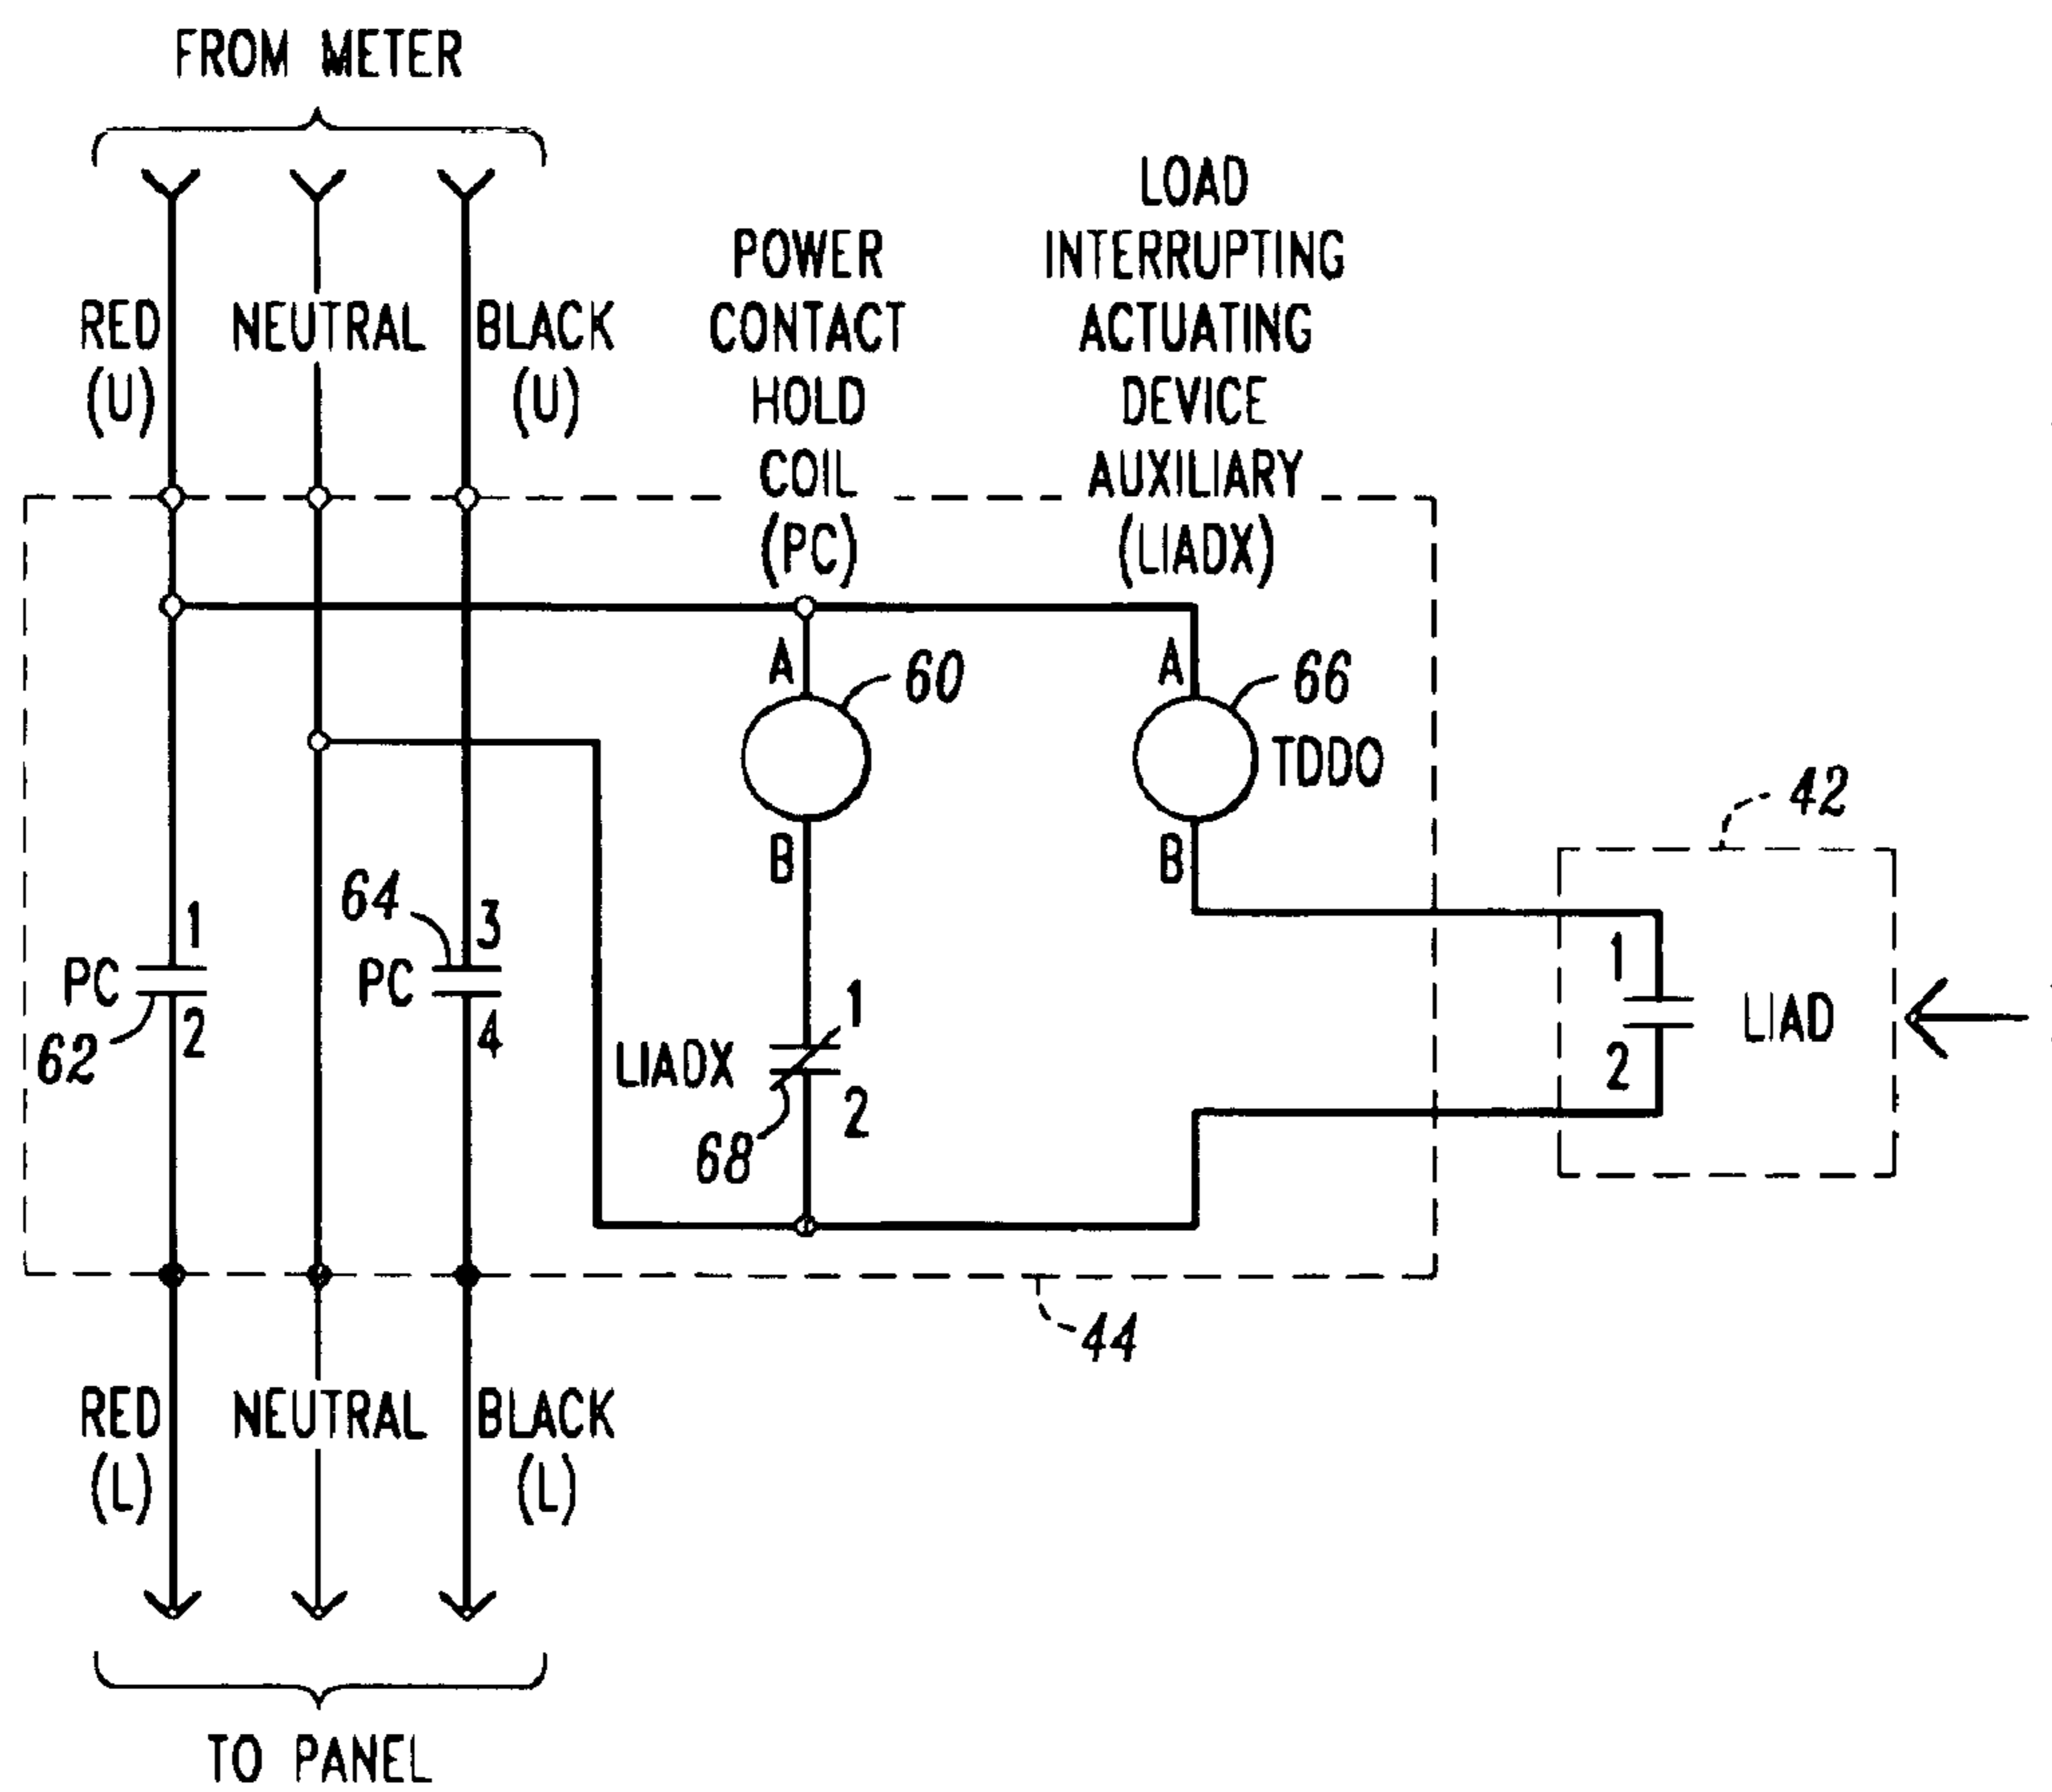 FROM METER
LOAD
INTERRUPTING
ACTUATING
DEVICE
AUXILIARY
(LIADX)
POWER
CONTACT
HOLD
COIL
(PC)
RED
(U)
NEUTRAL
BLACK
(U)
A
60
A
66
TDDO
B
B
42
64
1
3
PC
PC
2
4
62
LIADX
1
2
68
1
LIAD
2
44
RED
(L)
NEUTRAL
BLACK
(L)
TO PANEL